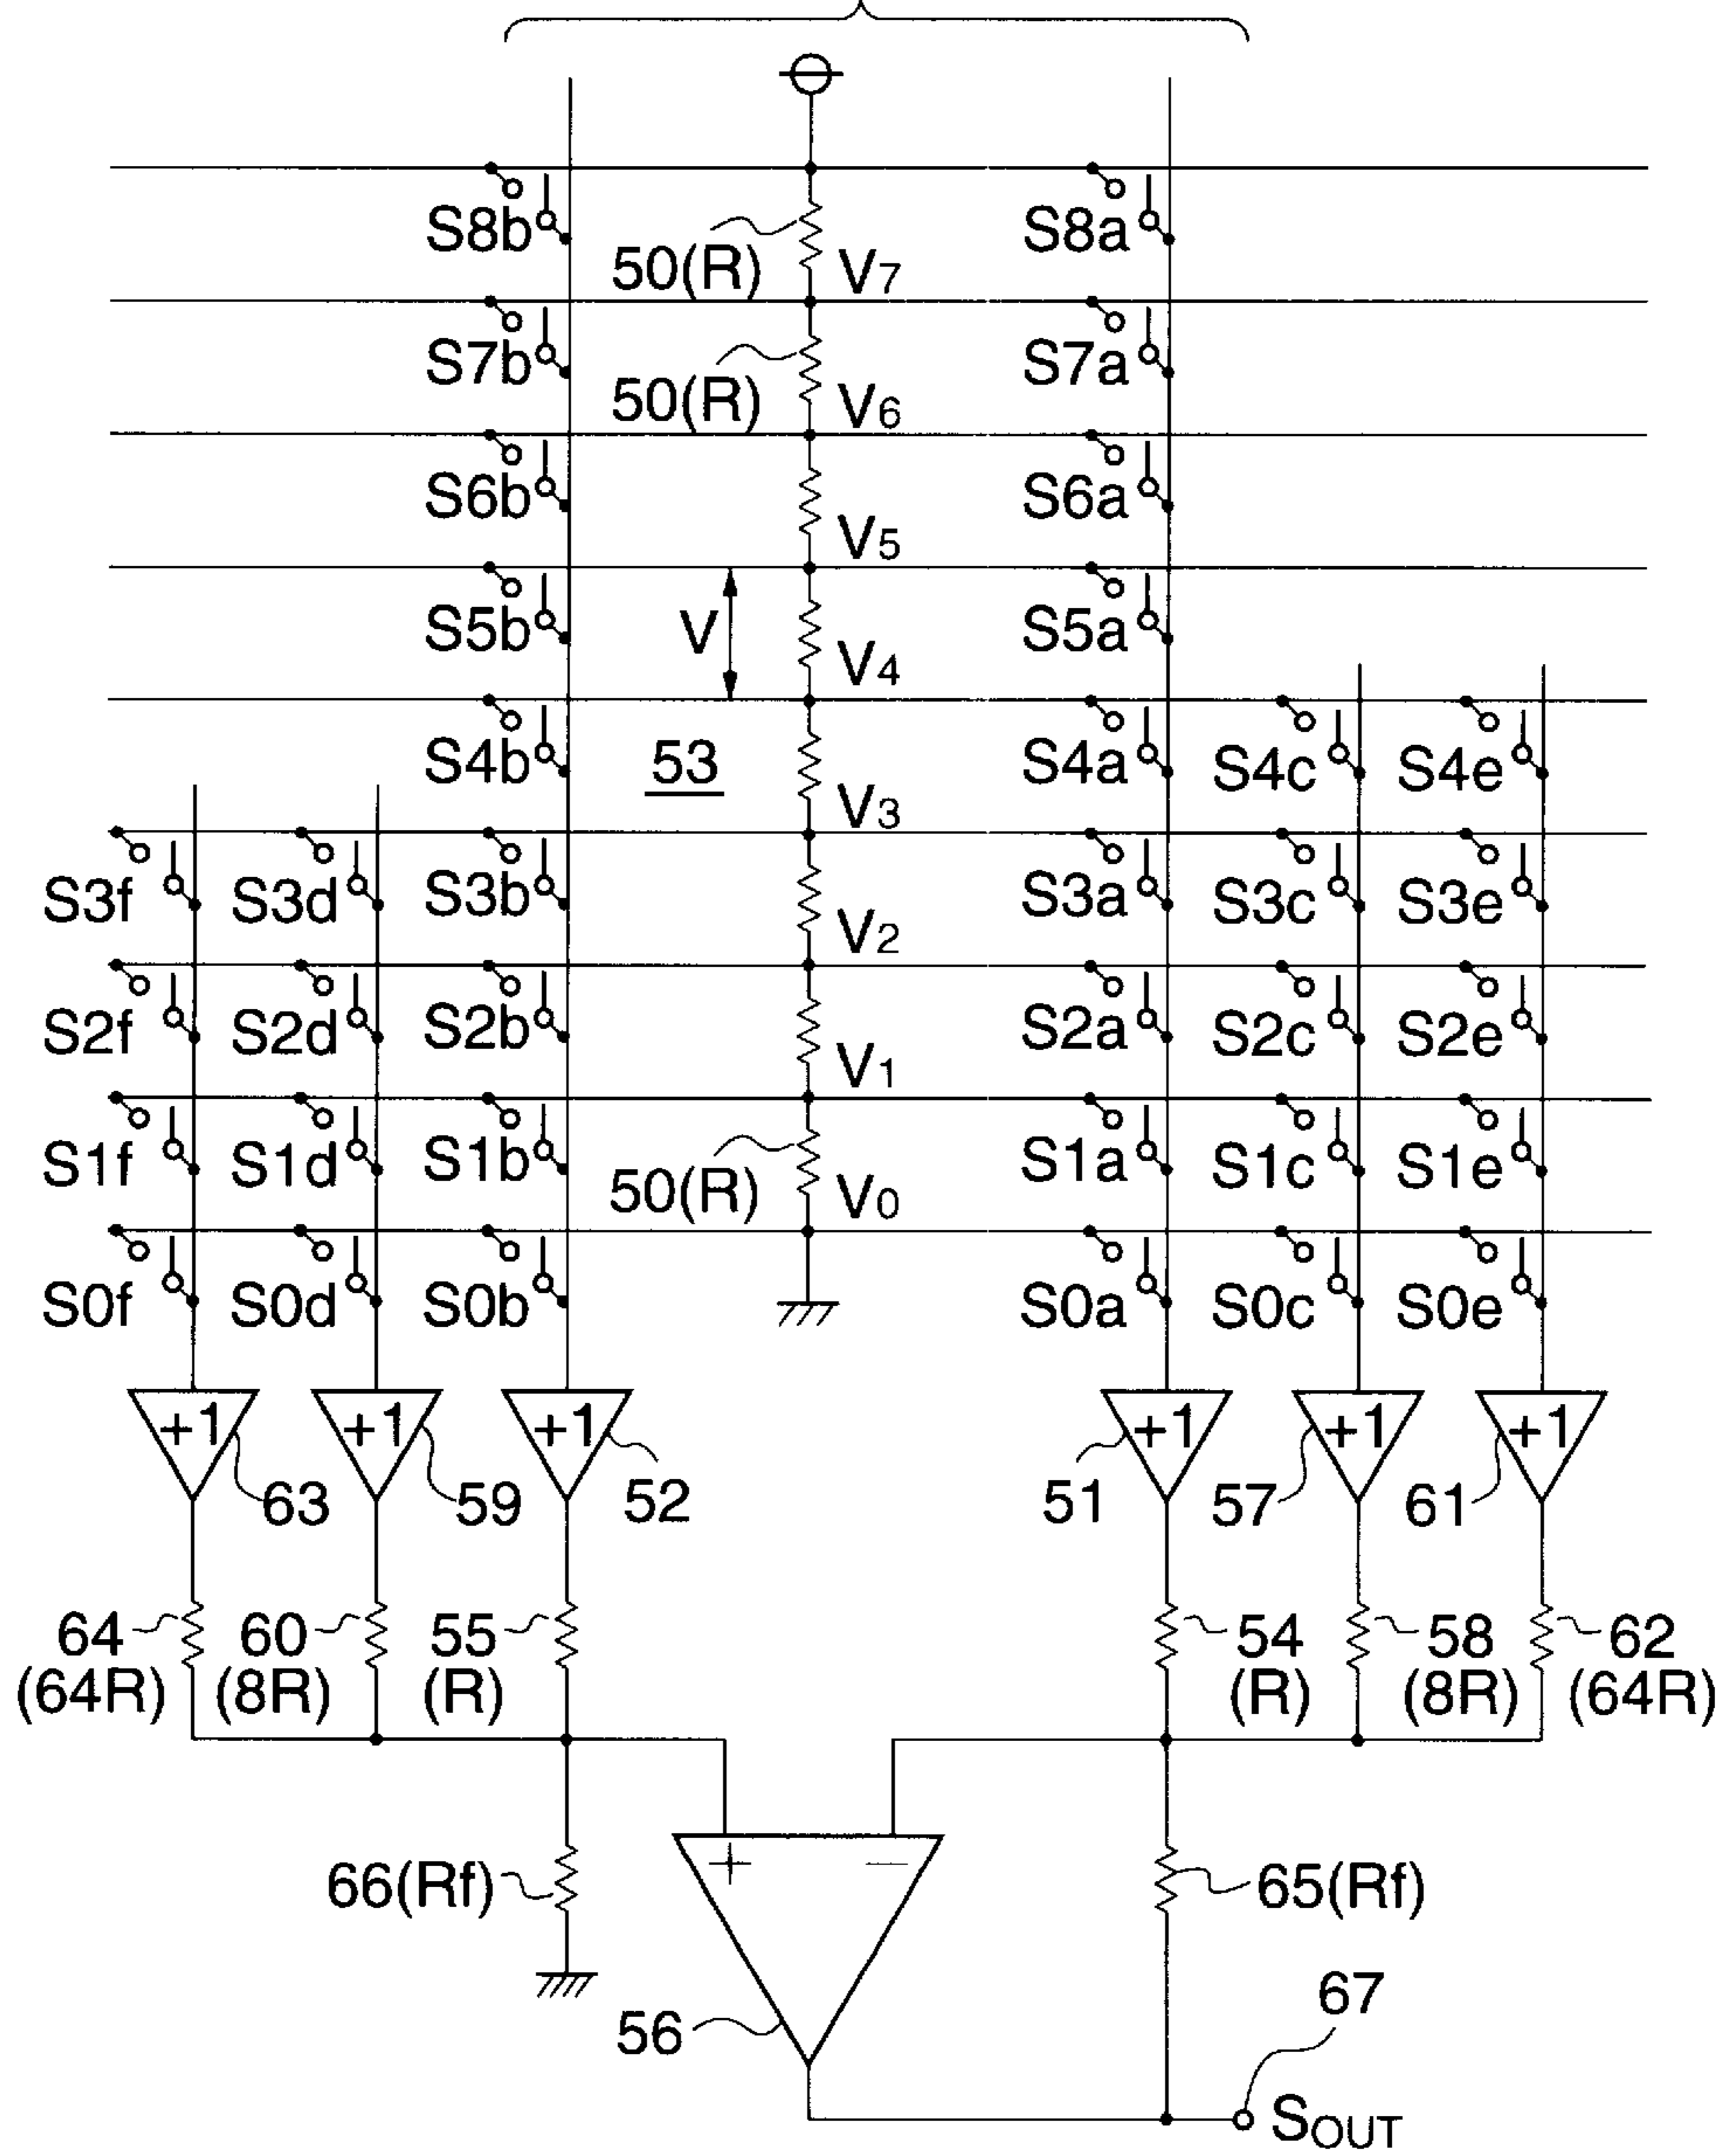 S8b S8a
50(R) V7
S7b S7a
50(R) V6
S6b S6a
V5
S5b V S5a
V4
S4b 53 S4a S4c S4e
V3
S3f S3d S3b S3a S3c S3e
V2
S2f S2d S2b S2a S2c S2e
V1
S1f S1d S1b S1a S1c S1e
50(R) V0
S0f S0d S0b S0a S0c S0e
+1 +1 +1 +1 +1 +1
63 59 52 51 57 61
64 60 55 54 58 62
(64R) (8R) (R) (R) (8R) (64R)
+ −
66(Rf) 65(Rf)
67
56
SOUT